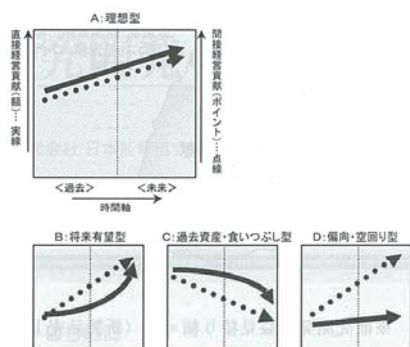 A：理想型
直接経営貢献（額）…実線
間接経営貢献（ポイント）…点線
＜過去＞　＜未来＞
時間軸
B：将来有望型　C：過去資産・食いつぶし型　D：偏向・空回り型